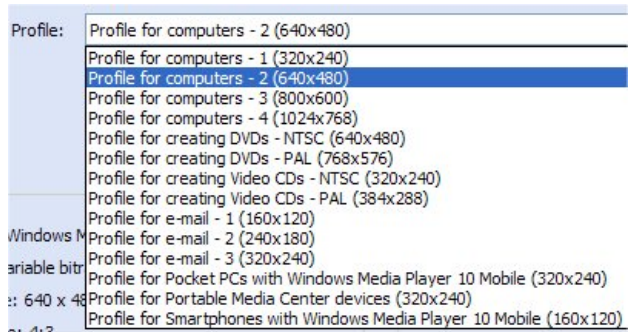 Profile: Profile for computers - 2 (640x480)
Profile for computers - 1 (320x240)
Profile for computers - 2 (640x480)
Profile for computers - 3 (800x600)
Profile for computers - 4 (1024x768)
Profile for creating DVDs - NTSC (640x480)
Profile for creating DVDs - PAL (768x576)
Profile for creating Video CDs - NTSC (320x240)
Profile for creating Video CDs - PAL (384x288)
Profile for e-mail - 1 (160x120)
Windows M Profile for e-mail - 2 (240x180)
Profile for e-mail - 3 (320x240)
ariable bitr Profile for Pocket PCs with Windows Media Player 10 Mobile (320x240)
e: 640 x 48 Profile for Portable Media Center devices (320x240)
Profile for Smartphones with Windows Media Player 10 Mobile (160x120)